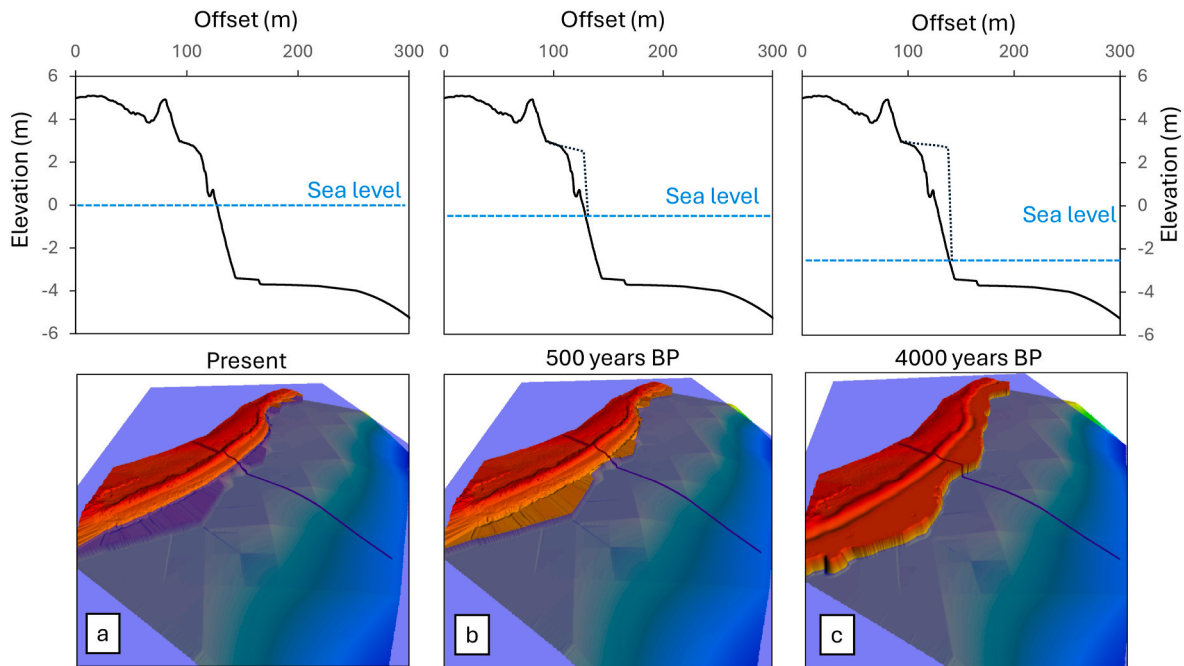 Offset (m) Offset (m) Offset (m)
0 100 200 300 0 100 200 300 0 100 200 300
6 6
4 4
2 2
Sea level Sea level
0 0
Sea level
-2 -2
-4 -4
-6 -6
Elevation (m) Elevation (m)
Present 500 years BP 4000 years BP
a b c